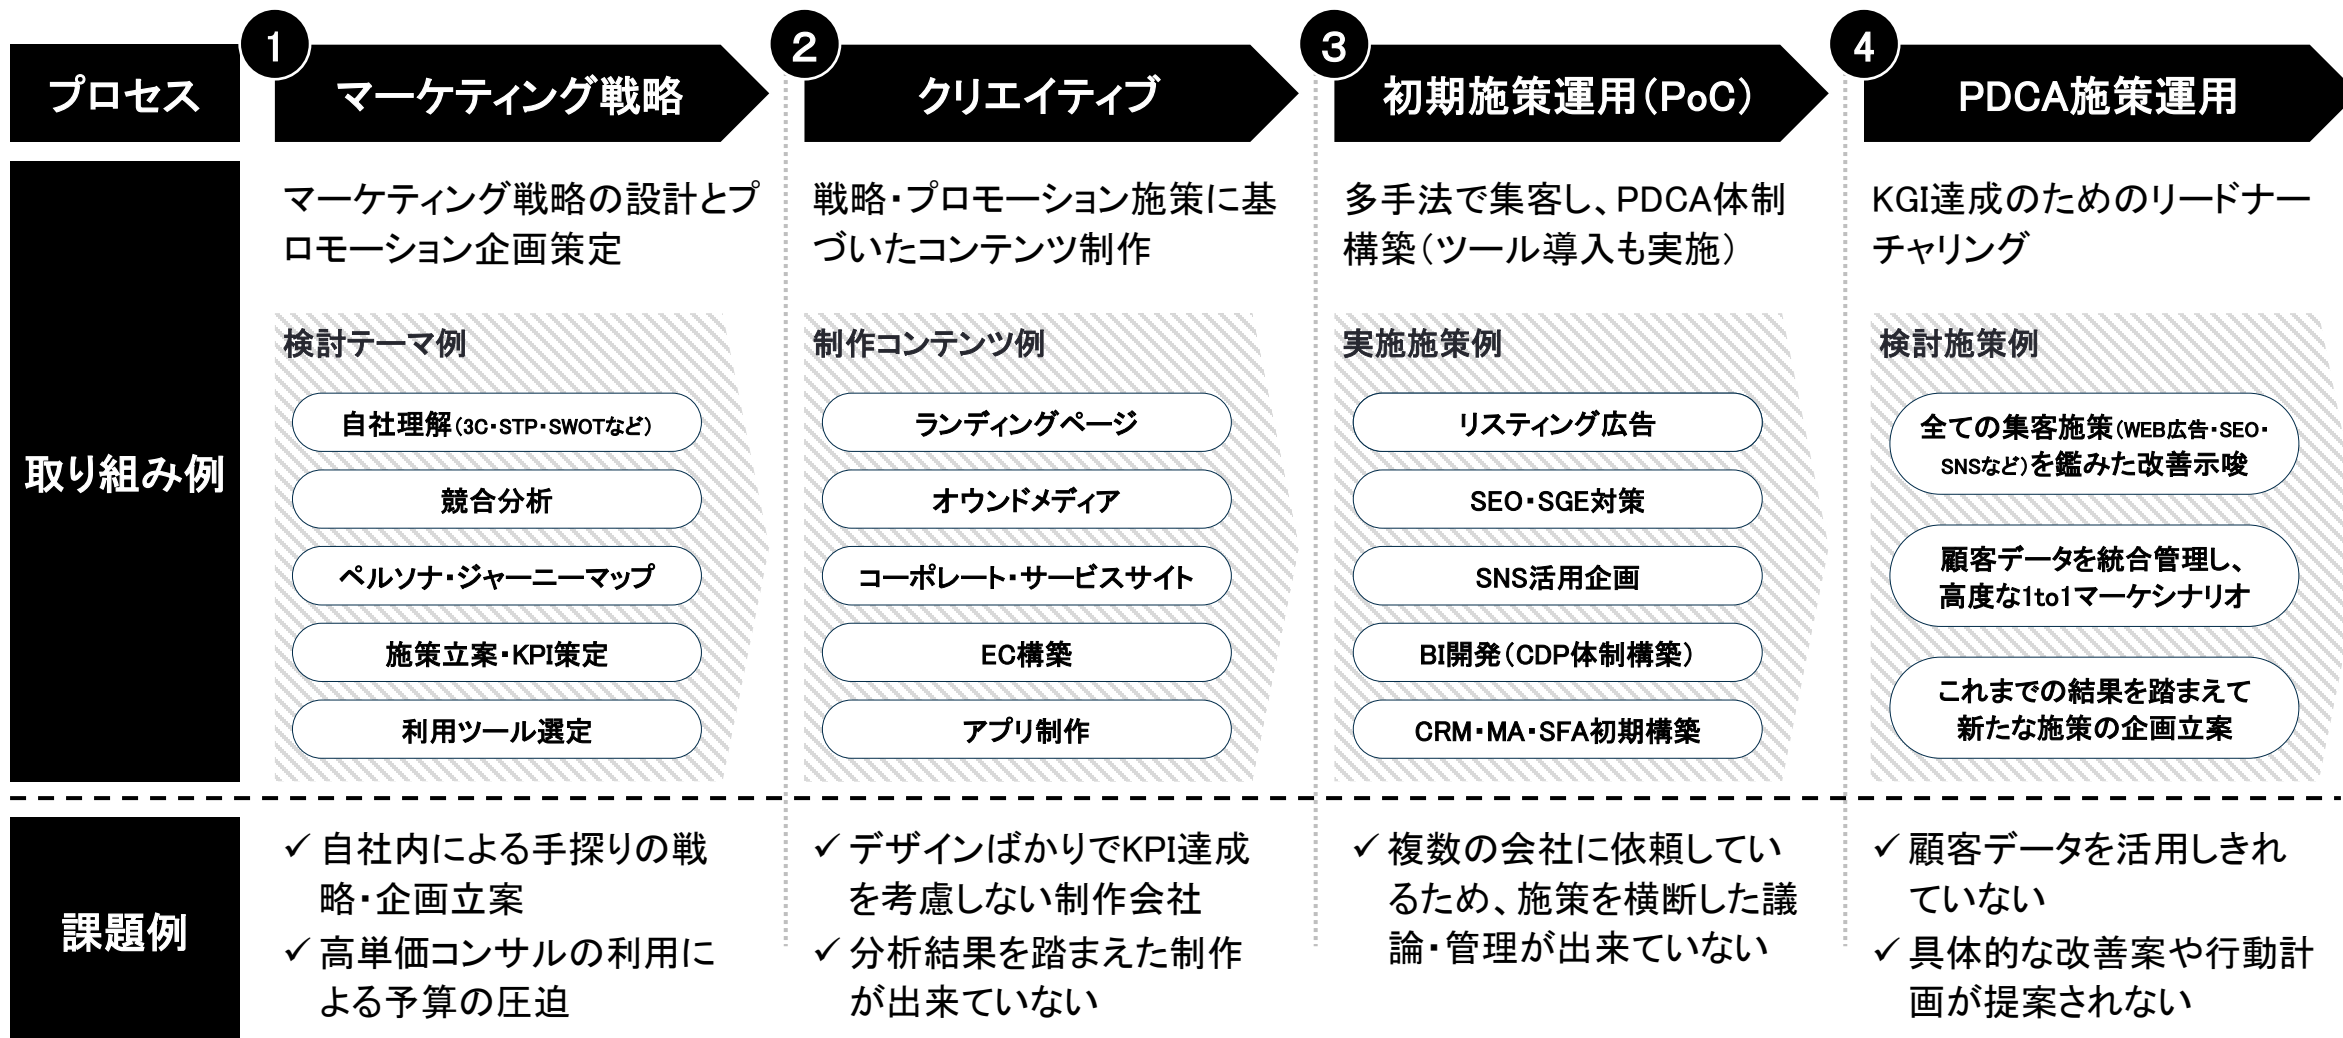 プロセス
1
マーケティング戦略
2
クリエイティブ
3
初期施策運用（PoC）
4
PDCA施策運用
取り組み例
マーケティング戦略の設計とプ
ロモーション企画策定
検討テーマ例
自社理解（3C・STP・SWOTなど）
競合分析
ペルソナ・ジャーニーマップ
施策立案・KPI策定
利用ツール選定
戦略・プロモーション施策に基
づいたコンテンツ制作
制作コンテンツ例
ランディングページ
オウンドメディア
コーポレート・サービスサイト
EC構築
アプリ制作
多手法で集客し、PDCA体制
構築（ツール導入も実施）
実施施策例
リスティング広告
SEO・SGE対策
SNS活用企画
BI開発（CDP体制構築）
CRM・MA・SFA初期構築
KGI達成のためのリードナー
チャリング
検討施策例
全ての集客施策（WEB広告・SEO・
SNSなど）を鑑みた改善示唆
顧客データを統合管理し、
高度な1to1マーケシナリオ
これまでの結果を踏まえて
新たな施策の企画立案
課題例
✓ 自社内による手探りの戦
略・企画立案
✓ 高単価コンサルの利用に
よる予算の圧迫
✓ デザインばかりでKPI達成
を考慮しない制作会社
✓ 分析結果を踏まえた制作
が出来ていない
✓ 複数の会社に依頼してい
るため、施策を横断した議
論・管理が出来ていない
✓ 顧客データを活用しきれ
ていない
✓ 具体的な改善案や行動計
画が提案されない